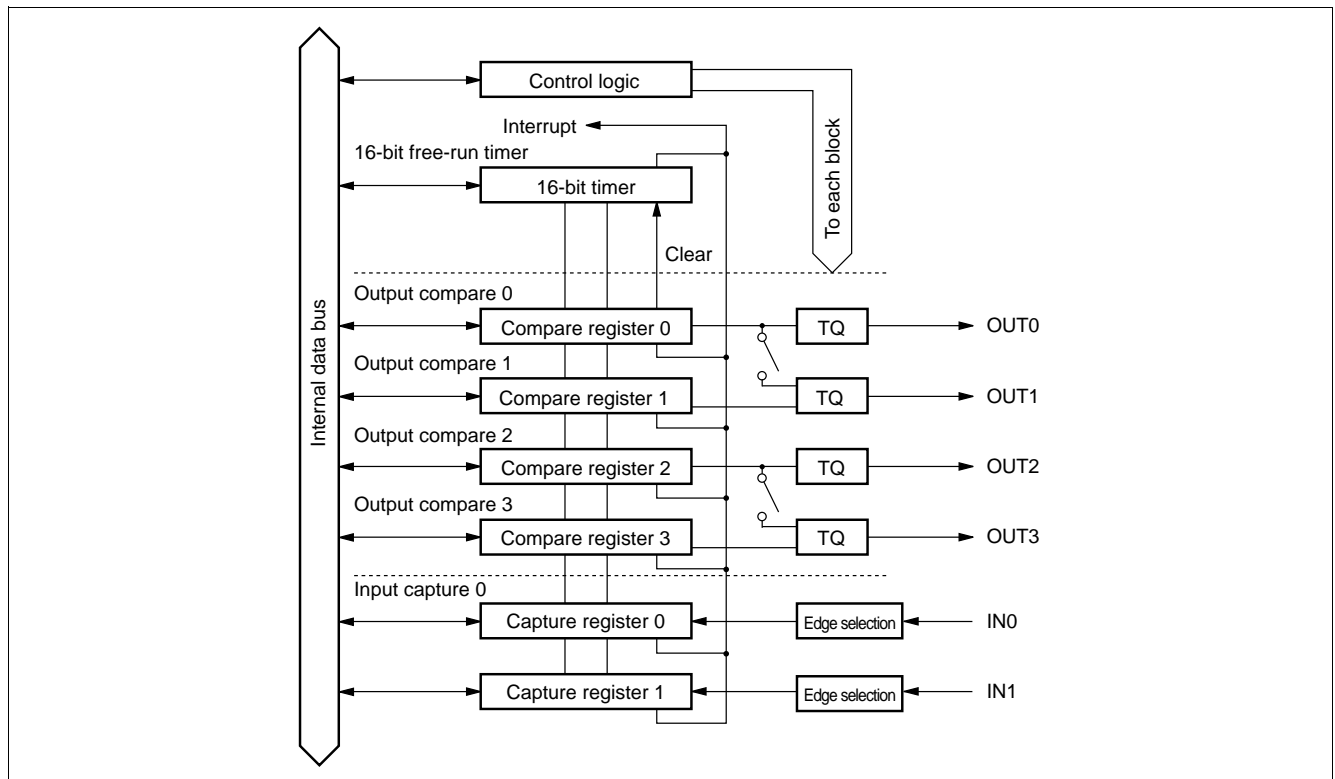 Control logic
Interrupt
16-bit free-run timer
16-bit timer
To each block
Clear
Internal data bus
Output compare 0
Compare register 0
TQ
OUT0
Output compare 1
Compare register 1
TQ
OUT1
Output compare 2
Compare register 2
TQ
OUT2
Output compare 3
Compare register 3
TQ
OUT3
Input capture 0
Capture register 0
Edge selection
IN0
Capture register 1
Edge selection
IN1